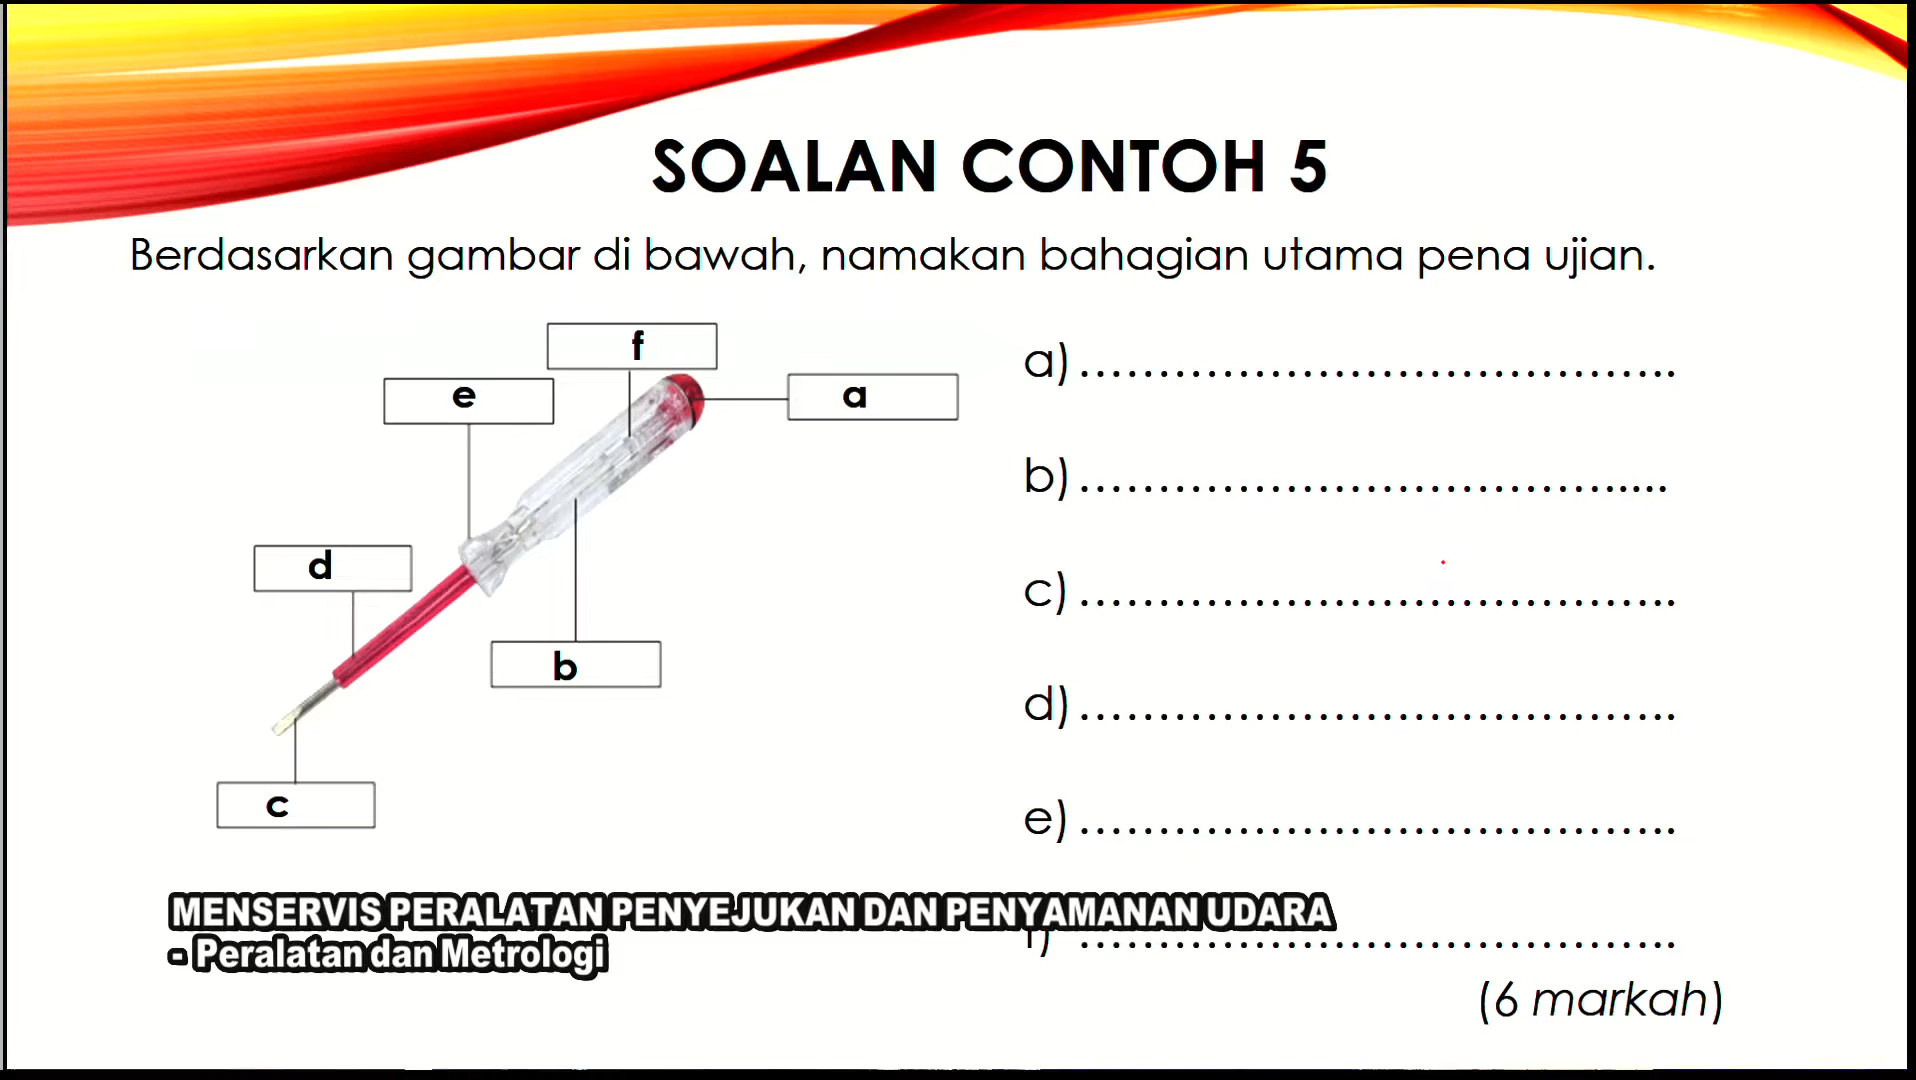 SOALAN CONTOH 5
Berdasarkan gambar di bawah, namakan bahagian utama pena ujian.
f
e
a
d
b
c
a) ........................................
b) ........................................
c) ........................................
d) ........................................
e) ........................................
MENSERVIS PERALATAN PENYEJUKAN DAN PENYAMANAN UDARA
- Peralatan dan Metrologi
(6 markah)